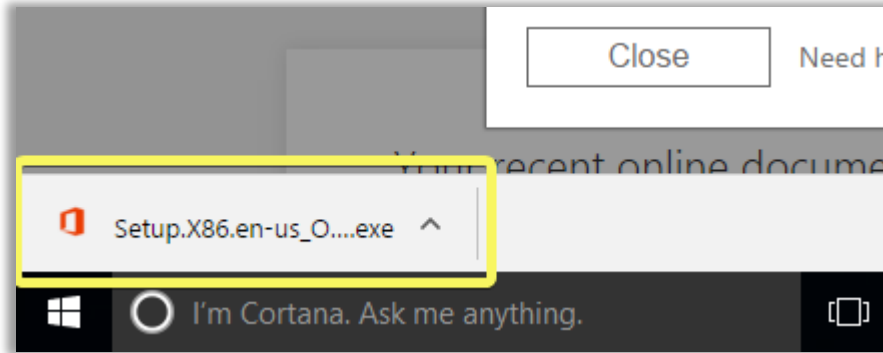 Close
Need h
Your recent online docume
Setup.X86.en-us_O....exe
I'm Cortana. Ask me anything.